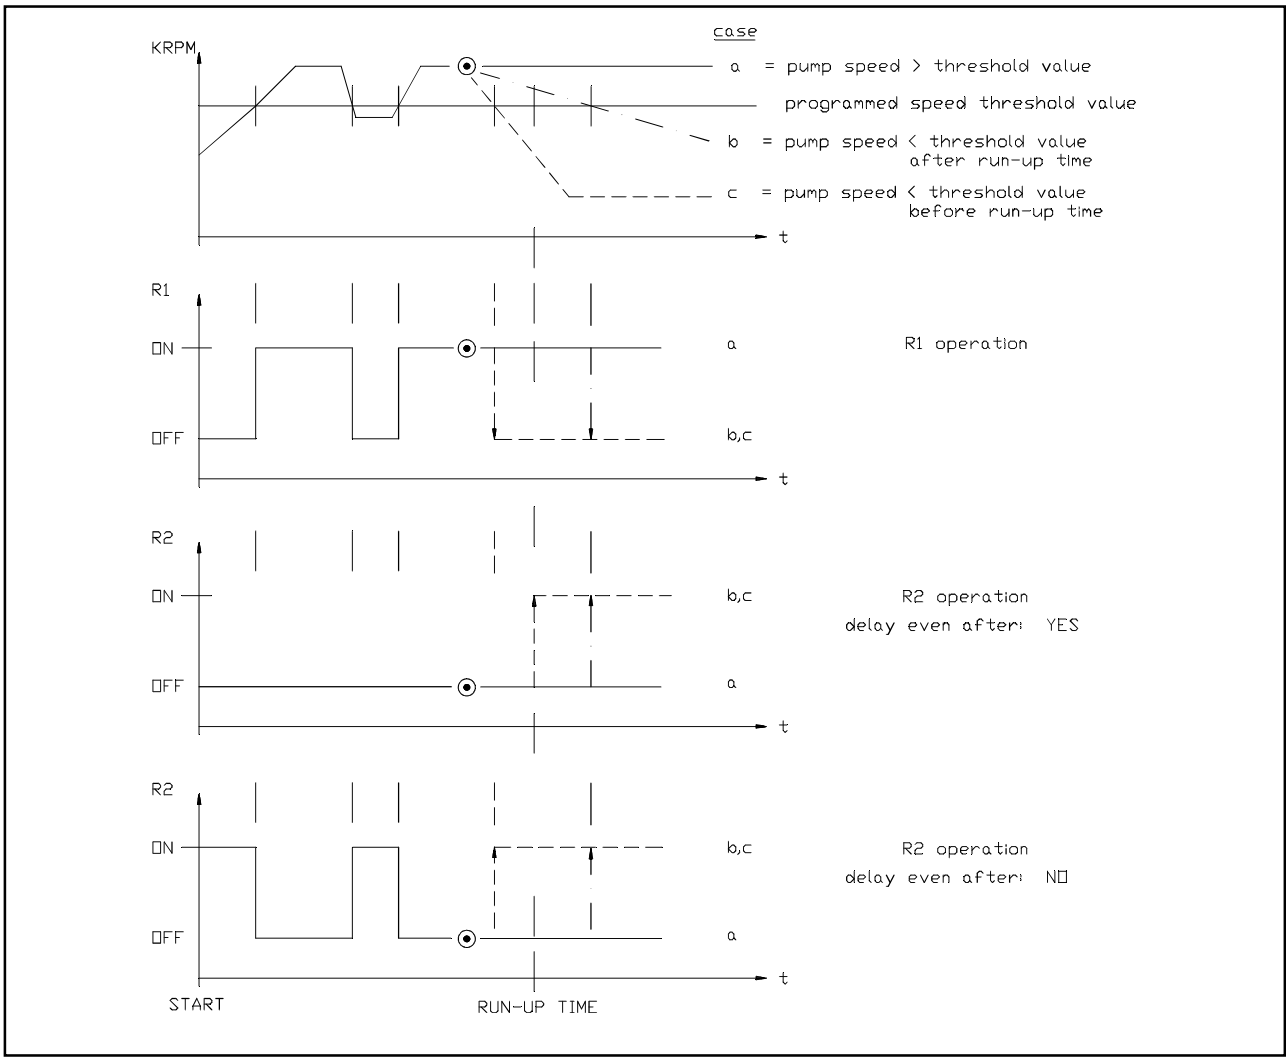 case
KRPM
a = pump speed > threshold value
programmed speed threshold value
b = pump speed < threshold value
after run-up time
c = pump speed < threshold value
before run-up time
t
R1
ON
a
R1 operation
OFF
b,c
t
R2
ON
b,c
R2 operation
delay even after: YES
OFF
a
t
R2
ON
b,c
R2 operation
delay even after: NO
OFF
a
t
START
RUN-UP TIME